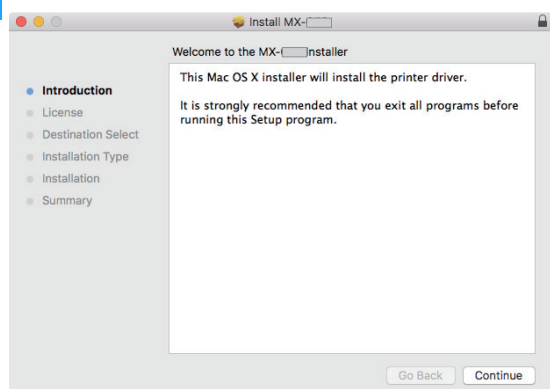 Install MX-
Welcome to the MX- nstaller
Introduction
License
Destination Select
Installation Type
Installation
Summary
This Mac OS X installer will install the printer driver.
It is strongly recommended that you exit all programs before
running this Setup program.
Go Back
Continue